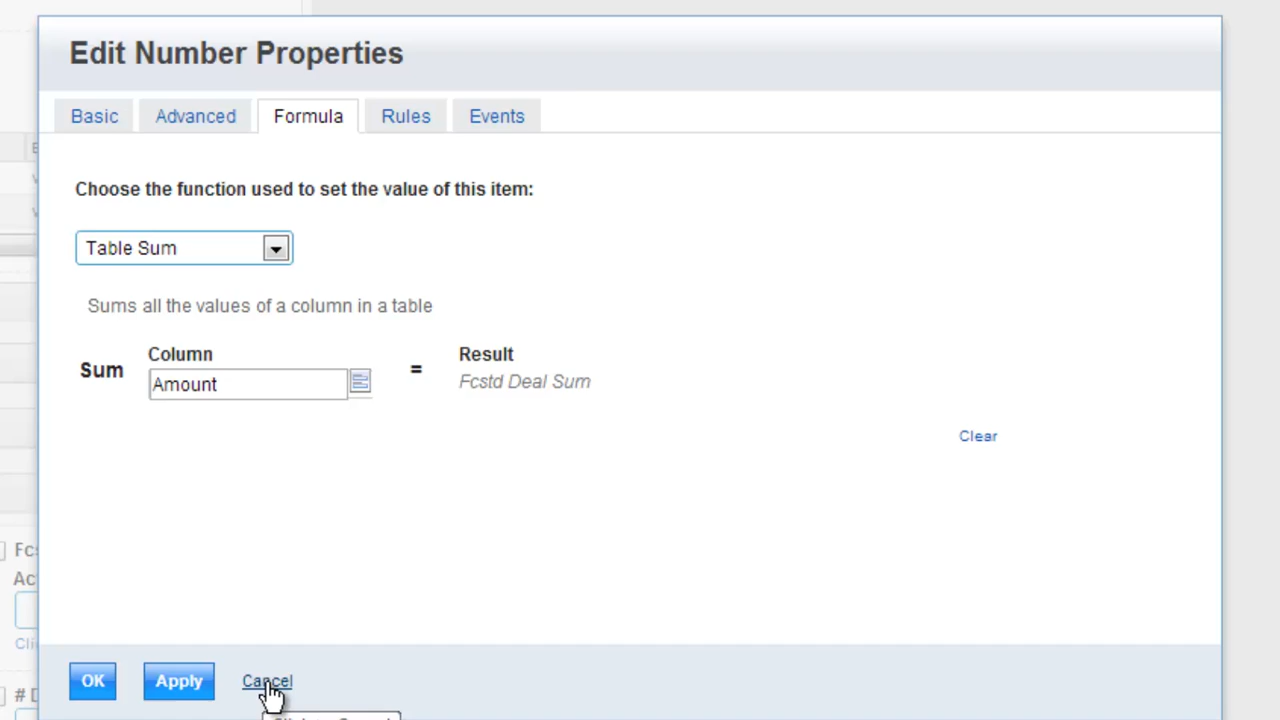 Edit Number Properties
Basic Advanced Formula Rules Events
Choose the function used to set the value of this item:
Table Sum
Sums all the values of a column in a table
Sum Column = Result
Amount Fcstd Deal Sum
Clear
OK Apply Cancel
Ac
Cli
# D